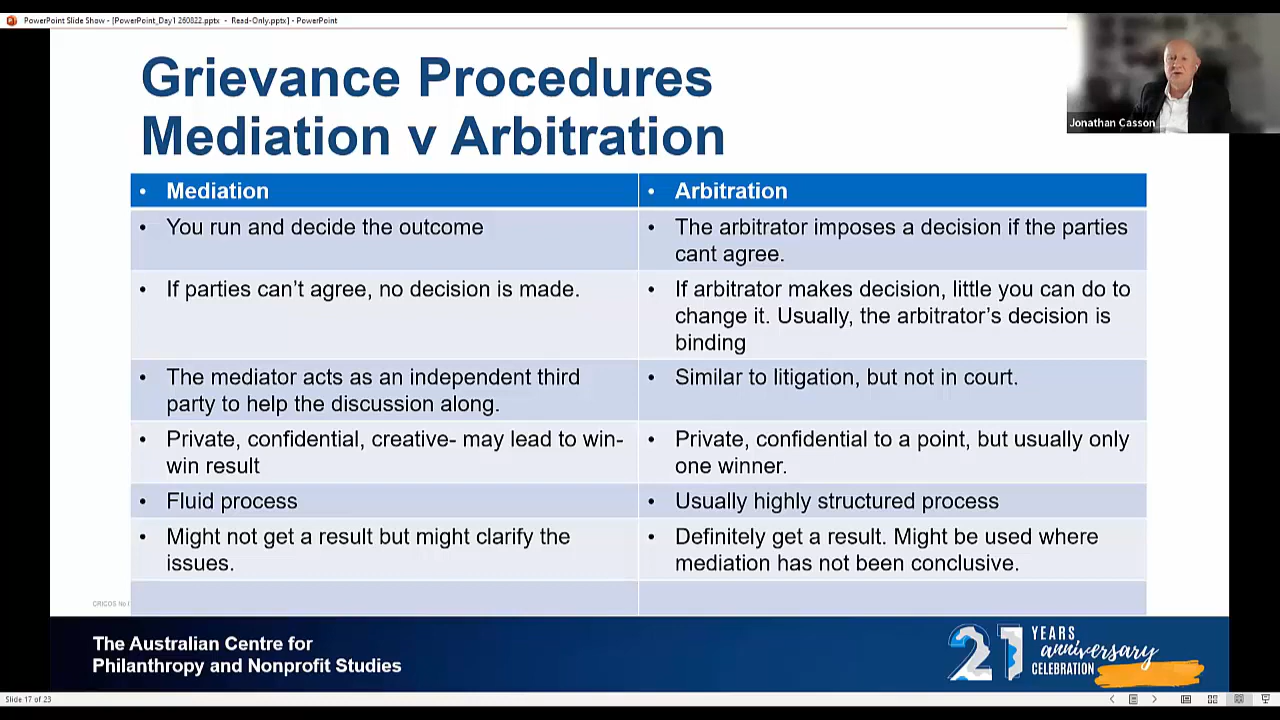 PowerPoint Slide Show - [PowerPoint_Day1 260822.pptx - Read-Only.pptx] - PowerPoint
Jonathan Casson
Grievance Procedures
Mediation v Arbitration
• Mediation
• Arbitration
• You run and decide the outcome
• The arbitrator imposes a decision if the parties
cant agree.
• If parties can’t agree, no decision is made.
• If arbitrator makes decision, little you can do to
change it. Usually, the arbitrator’s decision is
binding
• The mediator acts as an independent third
party to help the discussion along.
• Similar to litigation, but not in court.
• Private, confidential, creative- may lead to win-
win result
• Private, confidential to a point, but usually only
one winner.
• Fluid process
• Usually highly structured process
• Might not get a result but might clarify the
issues.
• Definitely get a result. Might be used where
mediation has not been conclusive.
CRICOS No
The Australian Centre for
Philanthropy and Nonprofit Studies
21 YEARS
anniversary
CELEBRATION
Slide 17 of 23